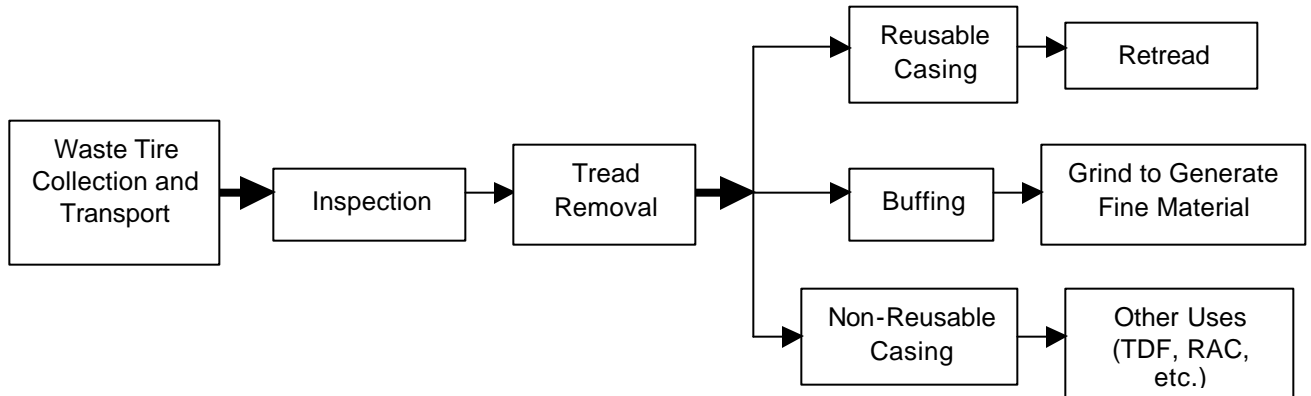 Waste Tire
Collection and
Transport
Inspection
Tread
Removal
Reusable
Casing
Retread
Buffing
Grind to Generate
Fine Material
Non-Reusable
Casing
Other Uses
(TDF, RAC,
etc.)